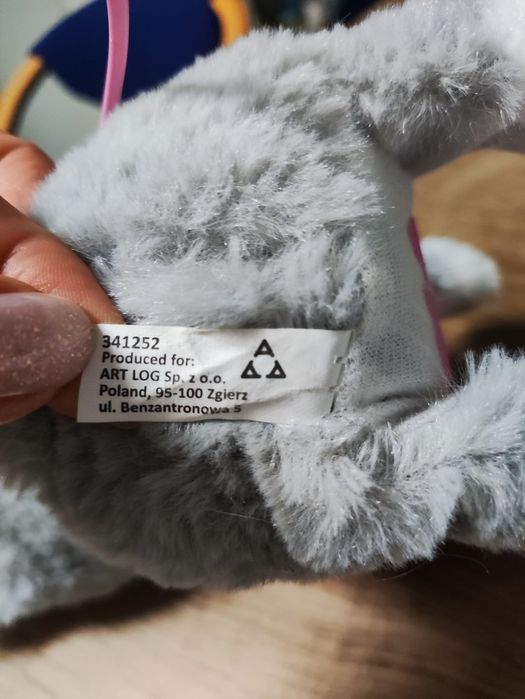 341252
Produced for:
ART LOG Sp. z o.o.
Poland, 95-100 Zgierz
ul. Benzantronowa 5